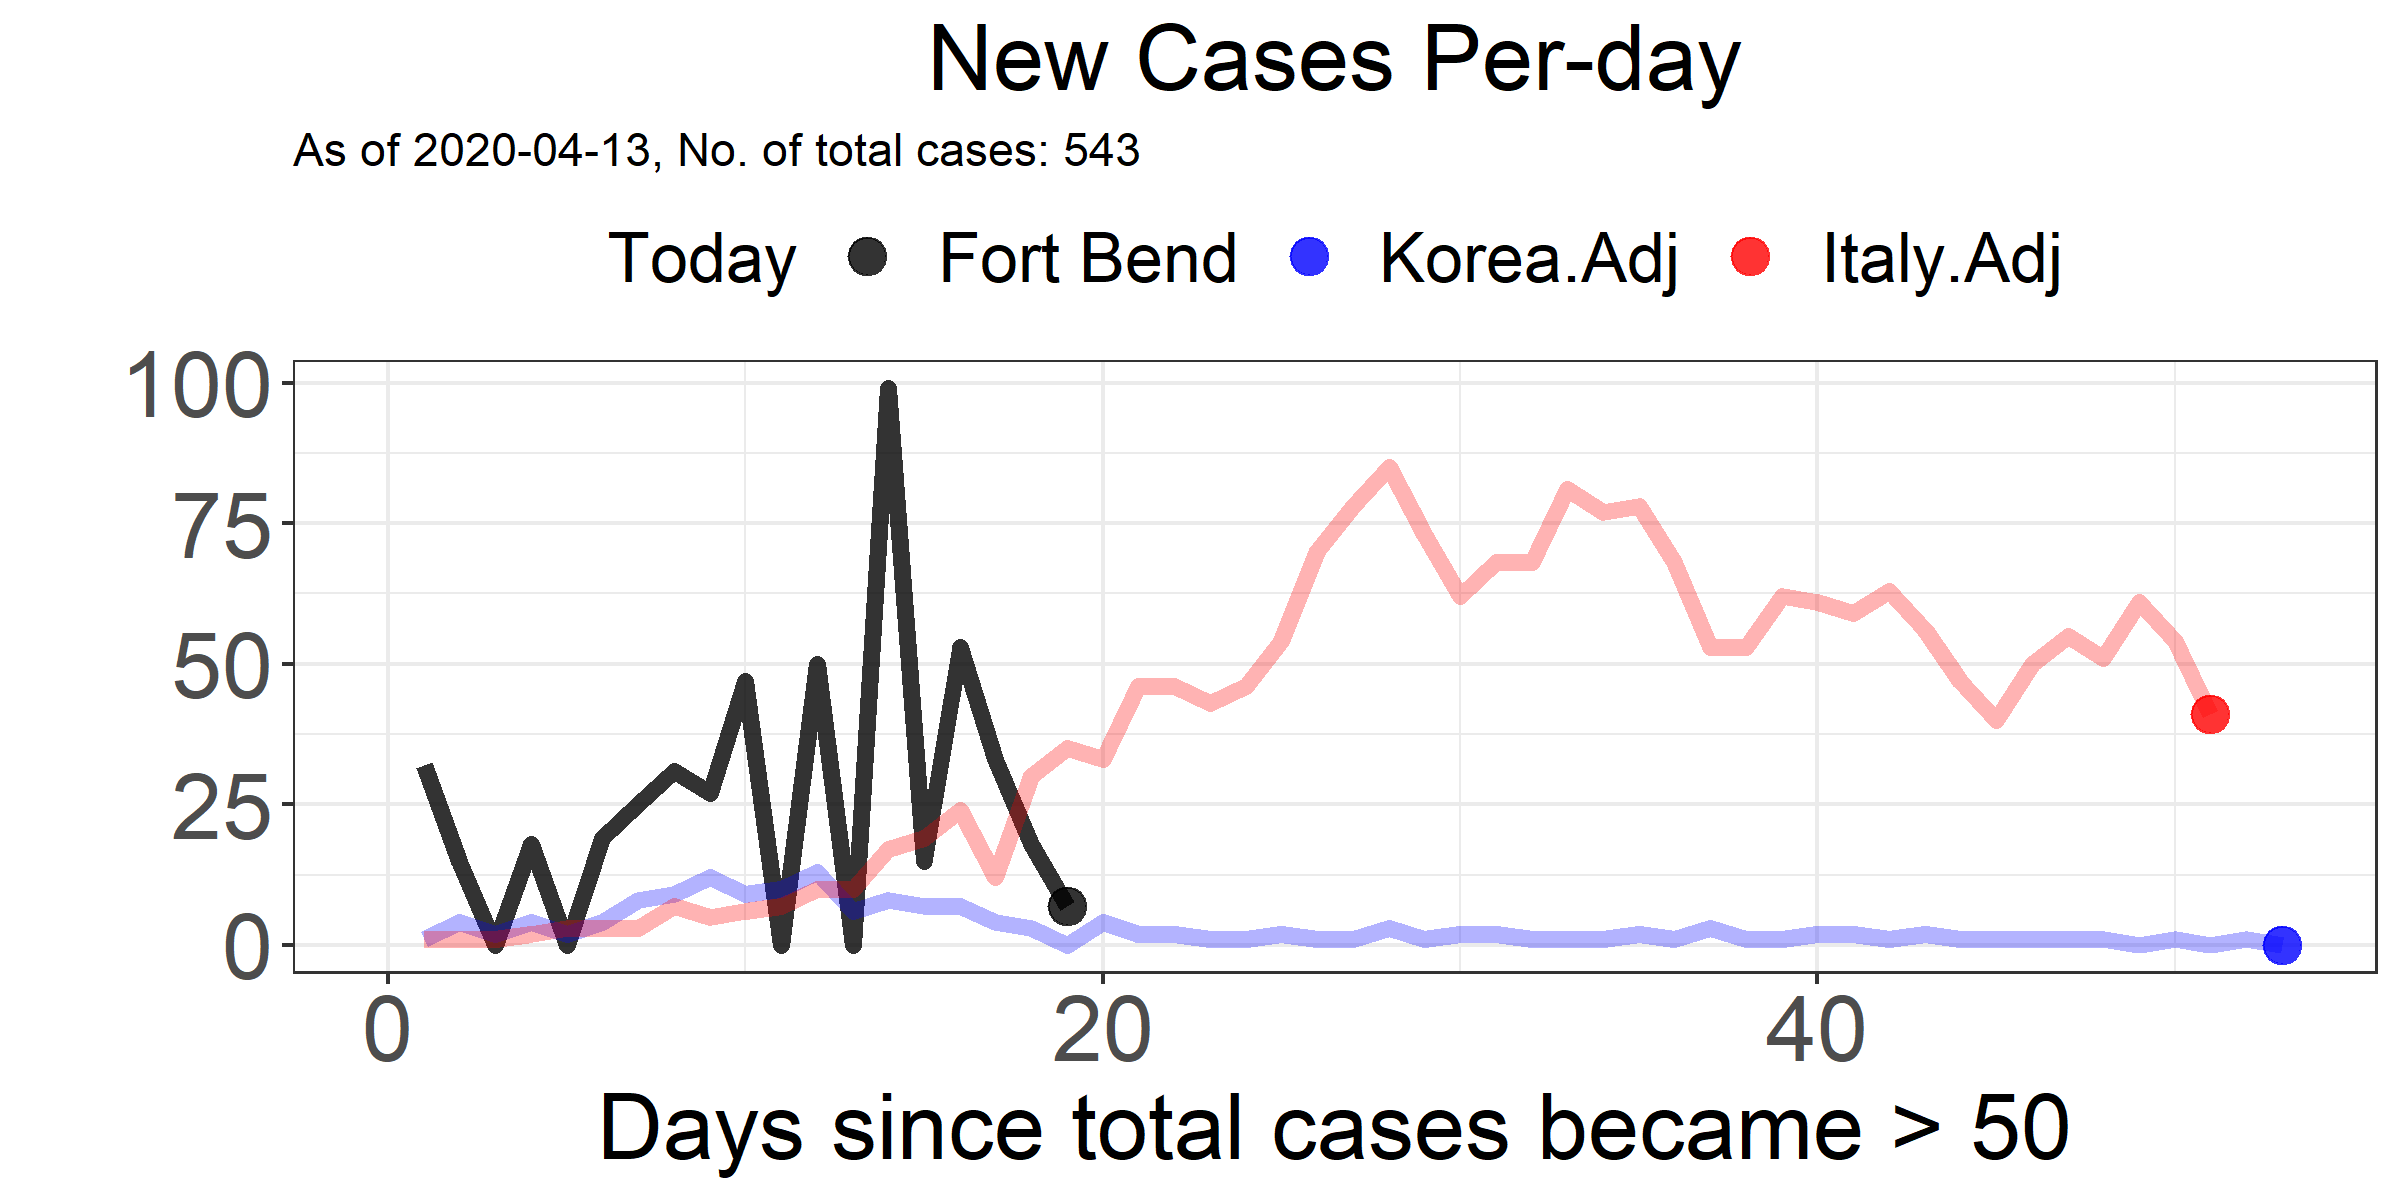 New Cases Per-day
As of 2020-04-13, No. of total cases: 543
Today Fort Bend Korea.Adj Italy.Adj
100
75
50
25
0
0 20 40
Days since total cases became > 50